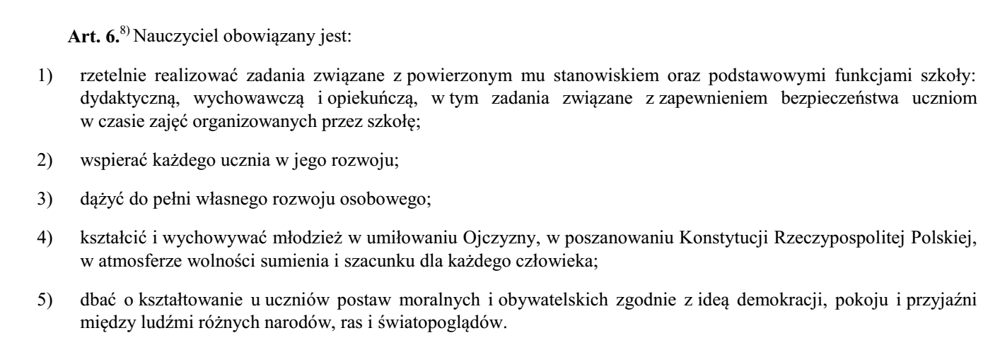 Art. 6.8) Nauczyciel obowiązany jest:
1) rzetelnie realizować zadania związane z powierzonym mu stanowiskiem oraz podstawowymi funkcjami szkoły:
dydaktyczną, wychowawczą i opiekuńczą, w tym zadania związane z zapewnieniem bezpieczeństwa uczniom
w czasie zajęć organizowanych przez szkołę;
2) wspierać każdego ucznia w jego rozwoju;
3) dążyć do pełni własnego rozwoju osobowego;
4) kształcić i wychowywać młodzież w umiłowaniu Ojczyzny, w poszanowaniu Konstytucji Rzeczypospolitej Polskiej,
w atmosferze wolności sumienia i szacunku dla każdego człowieka;
5) dbać o kształtowanie u uczniów postaw moralnych i obywatelskich zgodnie z ideą demokracji, pokoju i przyjaźni
między ludźmi różnych narodów, ras i światopoglądów.